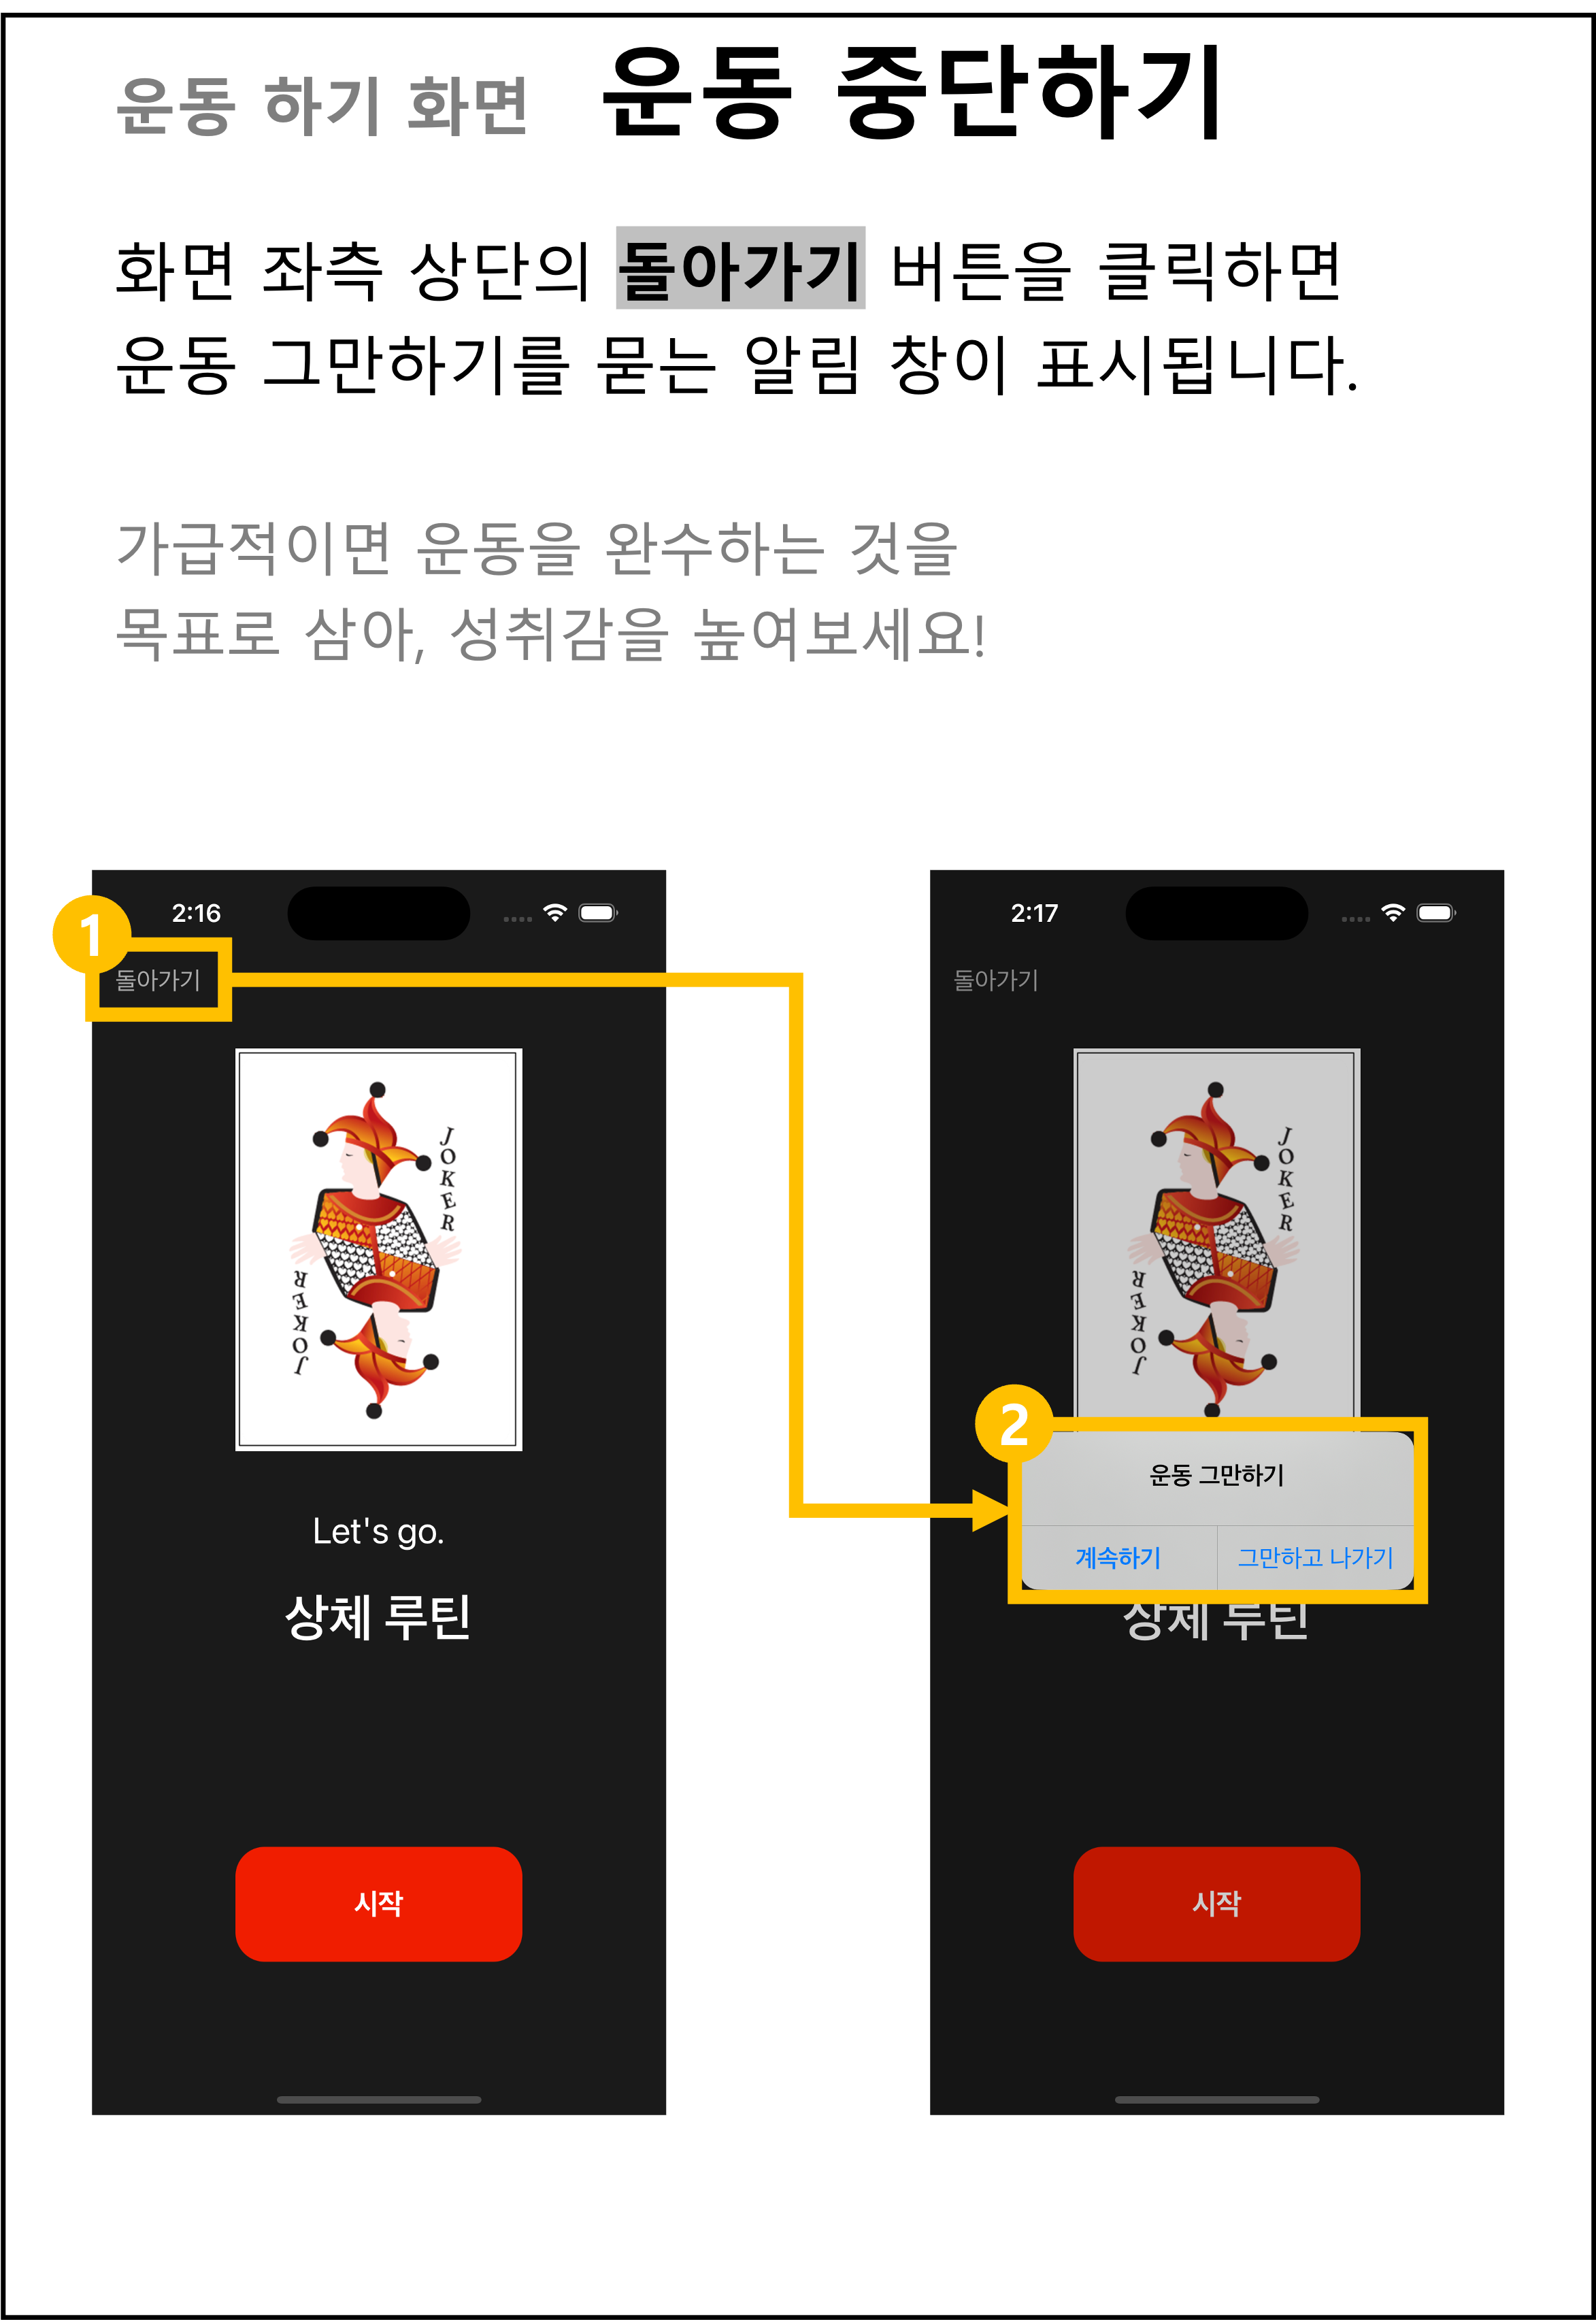 운동 하기 화면 운동 중단하기
화면 좌측 상단의 돌아가기 버튼을 클릭하면
운동 그만하기를 묻는 알림 창이 표시됩니다.
가급적이면 운동을 완수하는 것을
목표로 삼아, 성취감을 높여보세요!
1
2:16
돌아가기
JOKER
JOKER
Let's go.
상체 루틴
시작
2:17
돌아가기
JOKER
JOKER
2
운동 그만하기
계속하기 그만하고 나가기
상체 루틴
시작